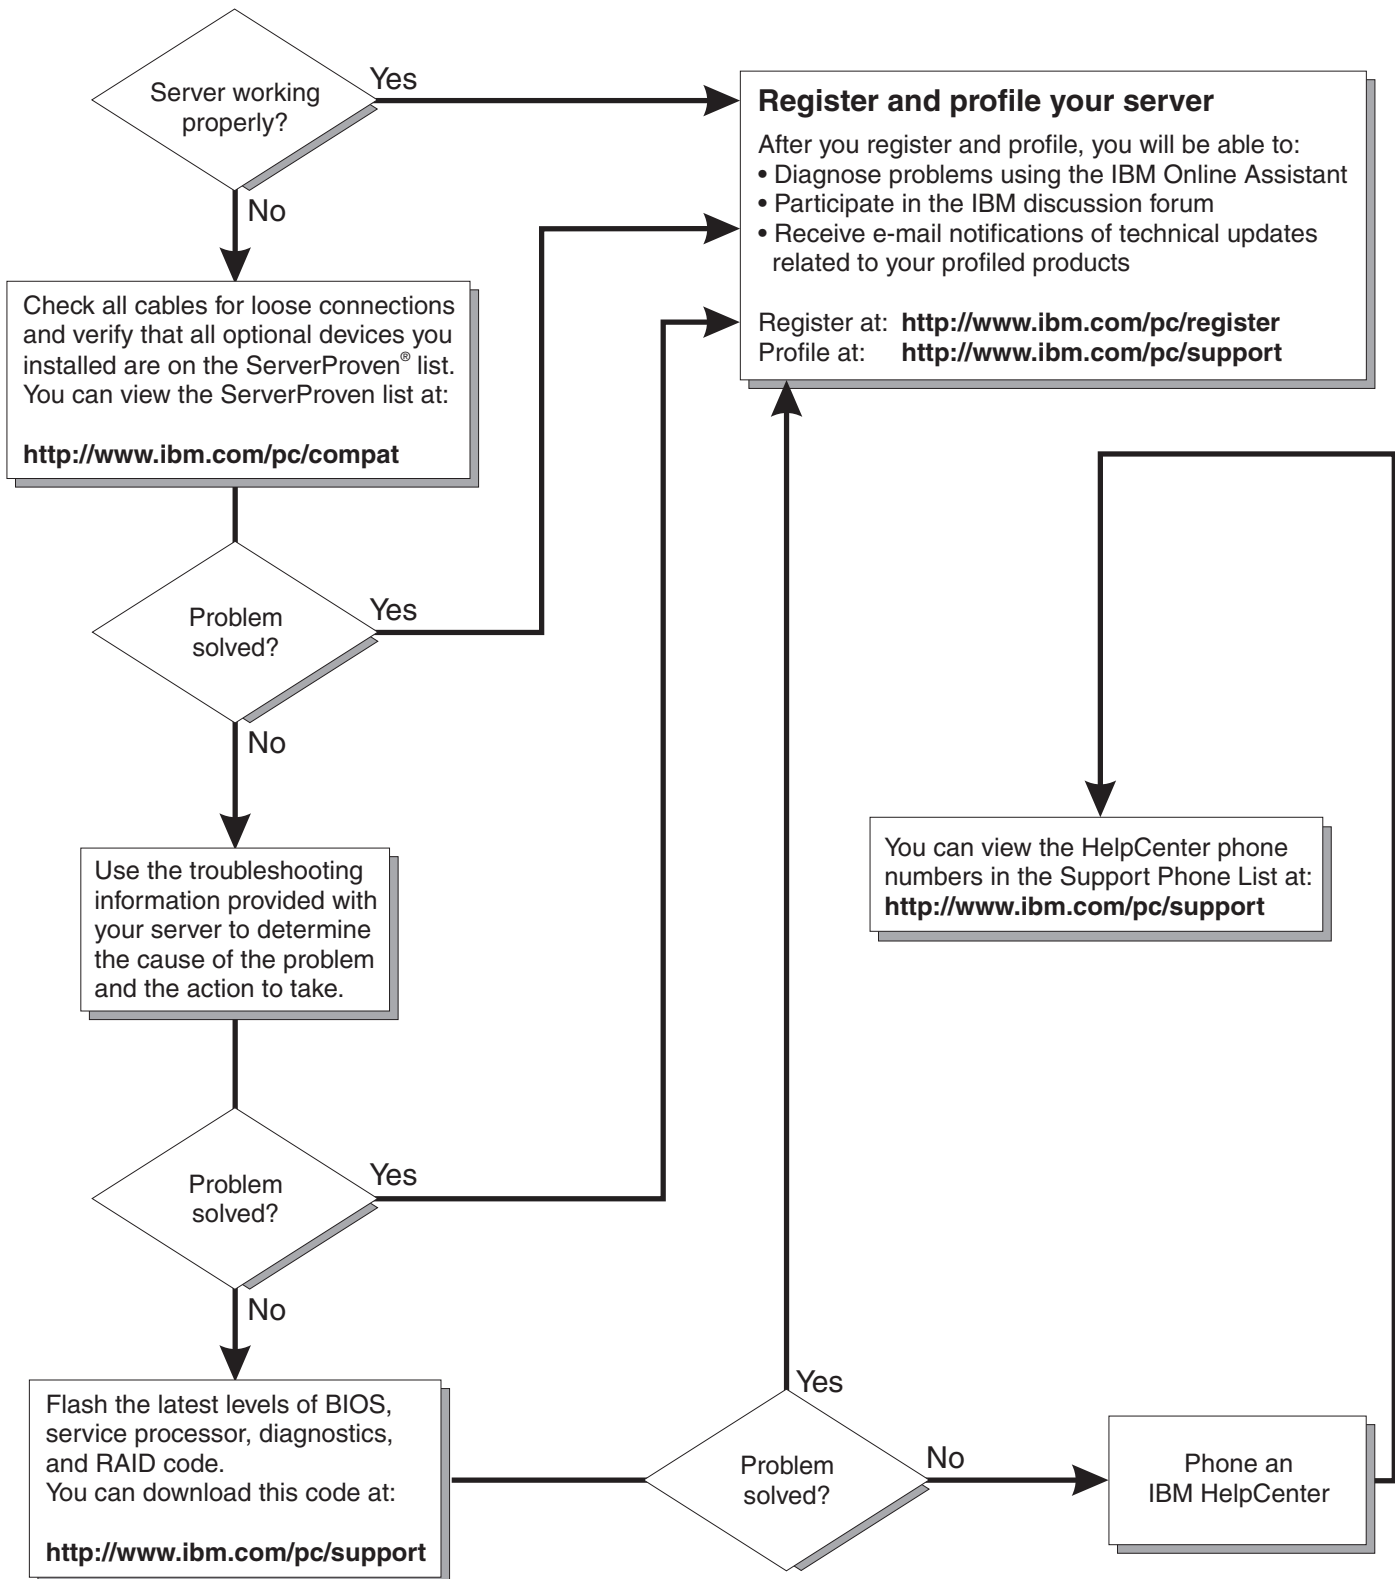 Server working
properly?
Yes
No
Register and profile your server
After you register and profile, you will be able to:
• Diagnose problems using the IBM Online Assistant
• Participate in the IBM discussion forum
• Receive e-mail notifications of technical updates
related to your profiled products
Register at: http://www.ibm.com/pc/register
Profile at: http://www.ibm.com/pc/support
Check all cables for loose connections
and verify that all optional devices you
installed are on the ServerProven® list.
You can view the ServerProven list at:
http://www.ibm.com/pc/compat
Problem
solved?
Yes
No
Use the troubleshooting
information provided with
your server to determine
the cause of the problem
and the action to take.
You can view the HelpCenter phone
numbers in the Support Phone List at:
http://www.ibm.com/pc/support
Problem
solved?
Yes
No
Flash the latest levels of BIOS,
service processor, diagnostics,
and RAID code.
You can download this code at:
http://www.ibm.com/pc/support
Problem
solved?
Yes
No
Phone an
IBM HelpCenter